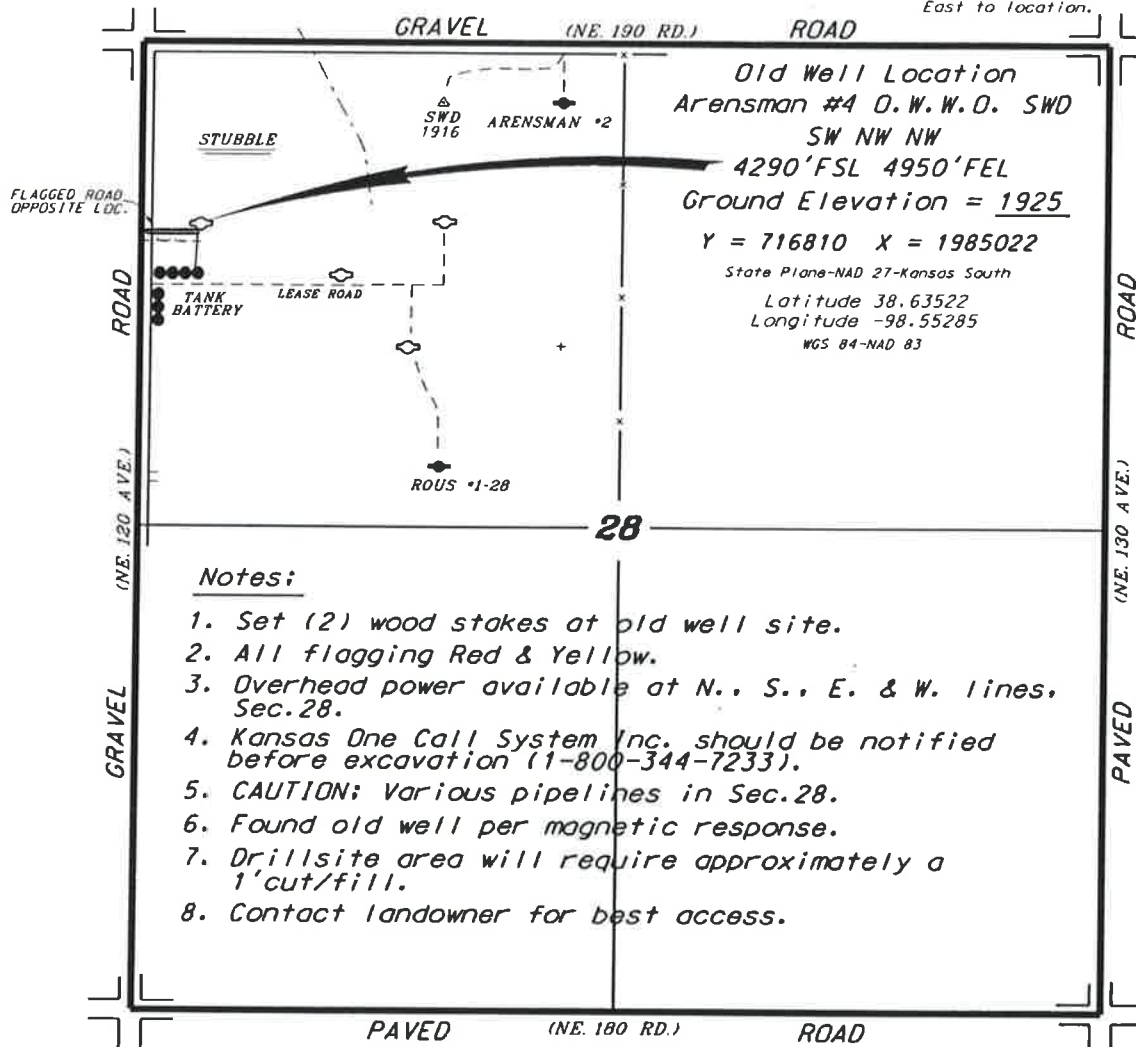 East to location.
GRAVEL (NE. 190 RD.) ROAD
Old Well Location
Arensman #4 O.W.W.O. SWD
SW NW NW
4290'FSL 4950'FEL
Ground Elevation = 1925
Y = 716810 X = 1985022
State Plane-NAD 27-Kansas South
Latitude 38.63522
Longitude -98.55285
WGS 84-NAD 83
SWD
1916
ARENSMAN #2
STUBBLE
FLAGGED ROAD
OPPOSITE LOC.
TANK
BATTERY
LEASE ROAD
ROUS #1-28
ROAD
(NE. 120 AVE.)
GRAVEL
ROAD
(NE. 130 AVE.)
PAVED
28
Notes:
1. Set (2) wood stakes at old well site.
2. All flagging Red & Yellow.
3. Overhead power available at N., S., E. & W. lines,
Sec.28.
4. Kansas One Call System Inc. should be notified
before excavation (1-800-344-7233).
5. CAUTION: Various pipelines in Sec.28.
6. Found old well per magnetic response.
7. Drillsite area will require approximately a
1'cut/fill.
8. Contact landowner for best access.
PAVED (NE. 180 RD.) ROAD